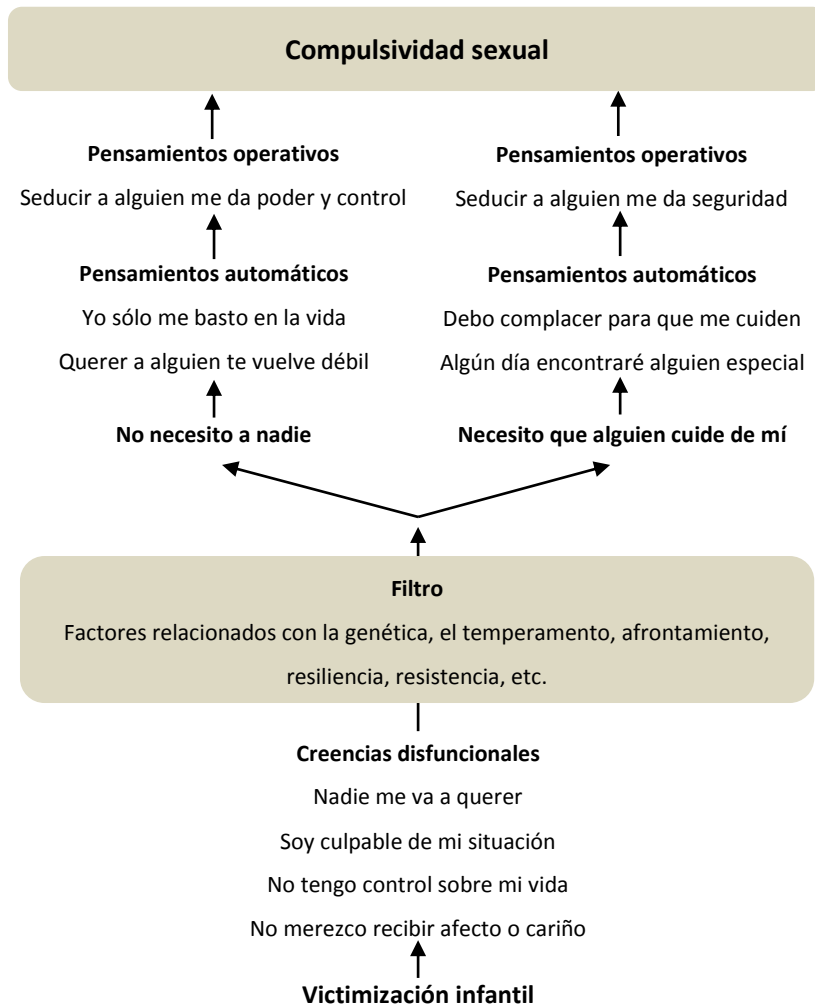 Compulsividad sexual
Pensamientos operativos
Seducir a alguien me da poder y control
Pensamientos automáticos
Yo sólo me basto en la vida
Querer a alguien te vuelve débil
No necesito a nadie
Pensamientos operativos
Seducir a alguien me da seguridad
Pensamientos automáticos
Debo complacer para que me cuiden
Algún día encontraré alguien especial
Necesito que alguien cuide de mí
Filtro
Factores relacionados con la genética, el temperamento, afrontamiento,
resiliencia, resistencia, etc.
Creencias disfuncionales
Nadie me va a querer
Soy culpable de mi situación
No tengo control sobre mi vida
No merezco recibir afecto o cariño
Victimización infantil